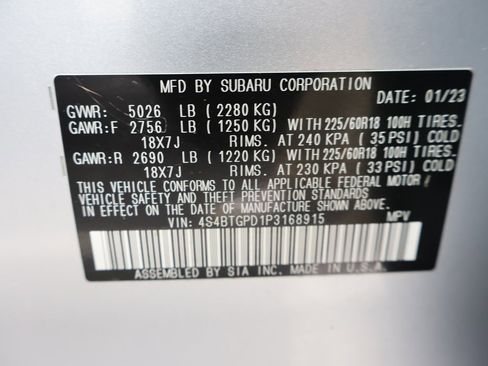 MFD BY SUBARU CORPORATION
DATE: 01/23
GVWR: 5026 LB ( 2280 KG)
GAWR:F 2756 LB ( 1250 KG) WITH 225/60R18 100H TIRES.
18X7J RIMS. AT 240 KPA ( 35 PSI) COLD
GAWR:R 2690 LB ( 1220 KG) WITH 225/60R18 100H TIRES.
18X7J RIMS. AT 230 KPA ( 33 PSI) COLD
THIS VEHICLE CONFORMS TO ALL APPLICABLE FEDERAL MOTOR
VEHICLE SAFETY AND THEFT PREVENTION STANDARDS IN EFFECT
ON THE DATE OF MANUFACTURE SHOWN ABOVE.
VIN: 4S4BTGPD1P3168915 MPV
ASSEMBLED BY SIA INC. MADE IN U.S.A.